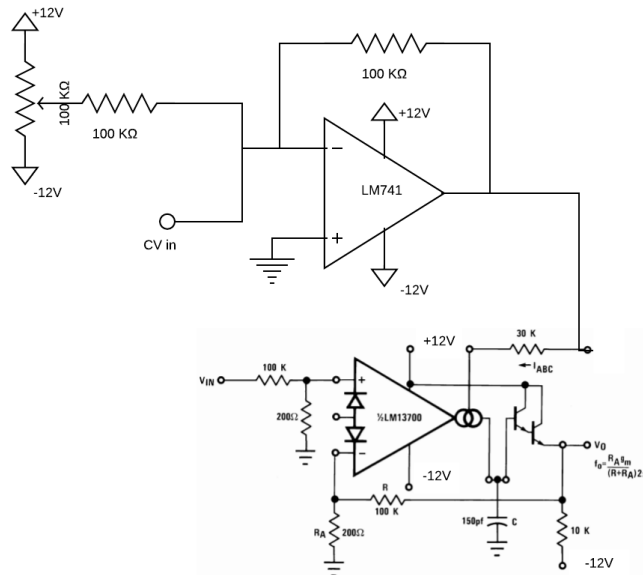 +12V
100 KΩ
100 KΩ
-12V
CV in
100 KΩ
+12V
−
LM741
+
-12V
+12V
30 K
I_ABC
V_IN
100 K
+
200Ω
½LM13700
−
-12V
V_O
f_o = R_A g_m
(R+R_A)2
R
100 K
R_A
200Ω
150pf
C
10 K
-12V